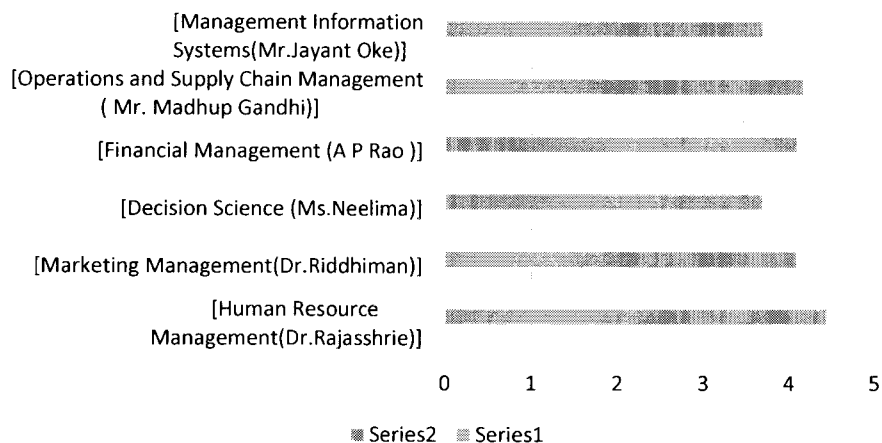 [Management Information
Systems(Mr.Jayant Oke)]
[Operations and Supply Chain Management
( Mr. Madhup Gandhi)]
[Financial Management (A P Rao )]
[Decision Science (Ms.Neelima)]
[Marketing Management(Dr.Riddhiman)]
[Human Resource
Management(Dr.Rajasshrie)]
0 1 2 3 4 5
Series2 Series1